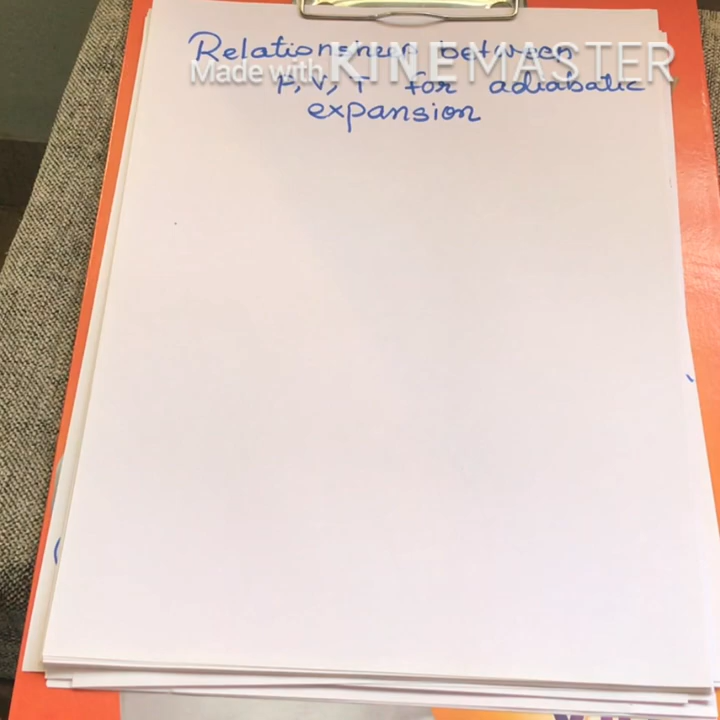 Relationship between
Made with KINEMASTER
P, V, T for adiabatic
expansion